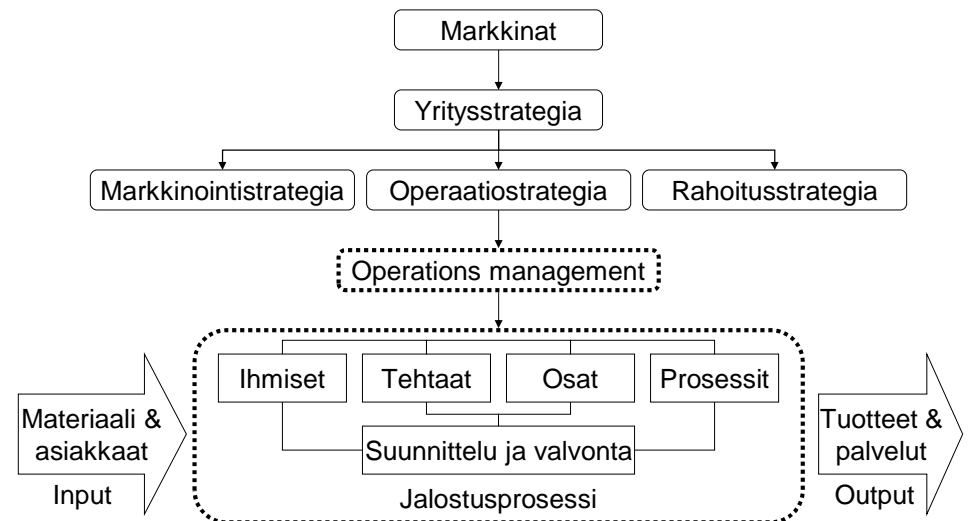 Markkinat
Yritysstrategia
Markkinointistrategia
Operaatiostrategia
Rahoitusstrategia
Operations management
Ihmiset
Tehtaat
Osat
Prosessit
Materiaali &
asiakkaat
Input
Suunnittelu ja valvonta
Jalostusprosessi
Tuotteet &
palvelut
Output